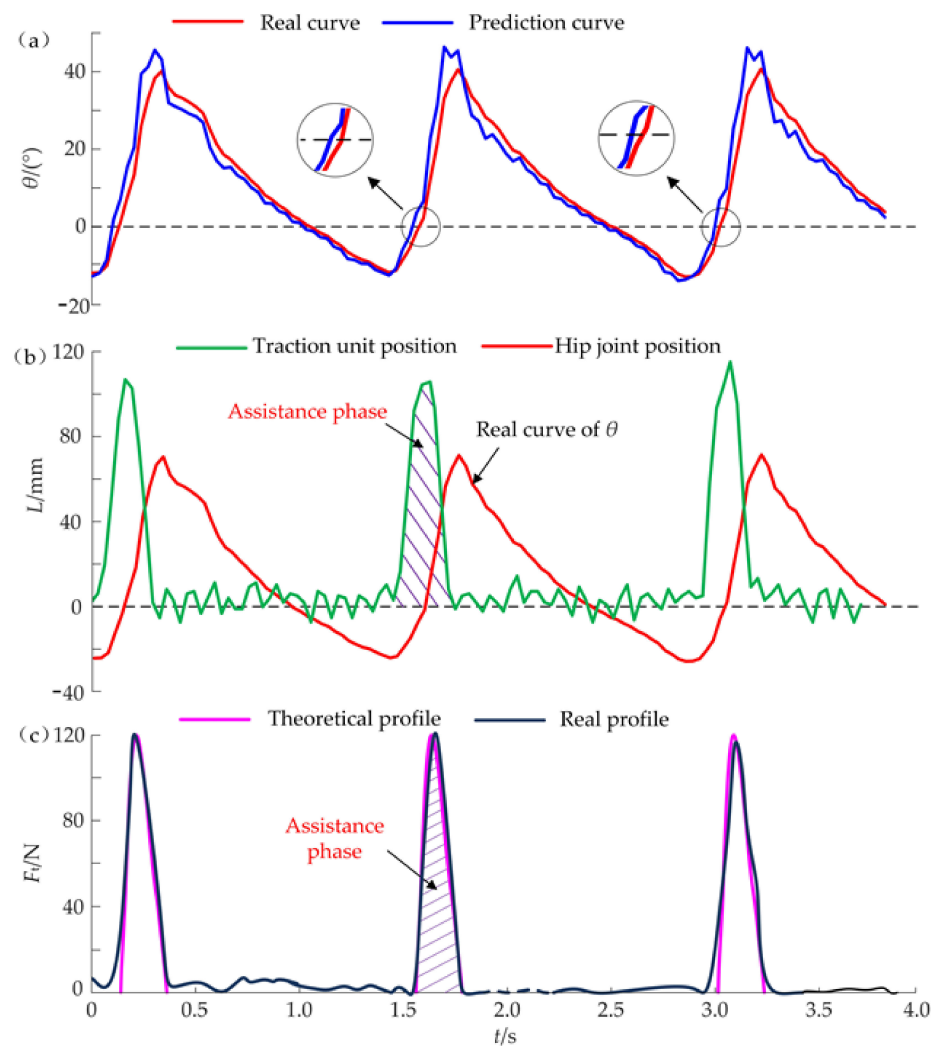 Real curve Prediction curve
(a)
40
20
0
−20
θ/(°)
4.0
(b)
Traction unit position Hip joint position
120
80
40
0
−40
L/mm
Assistance phase
Real curve of θ
(c)
Theoretical profile Real profile
120
80
40
0
Fₜ/N
Assistance
phase
0 0.5 1.0 1.5 2.0 2.5 3.0 3.5 4.0
t/s